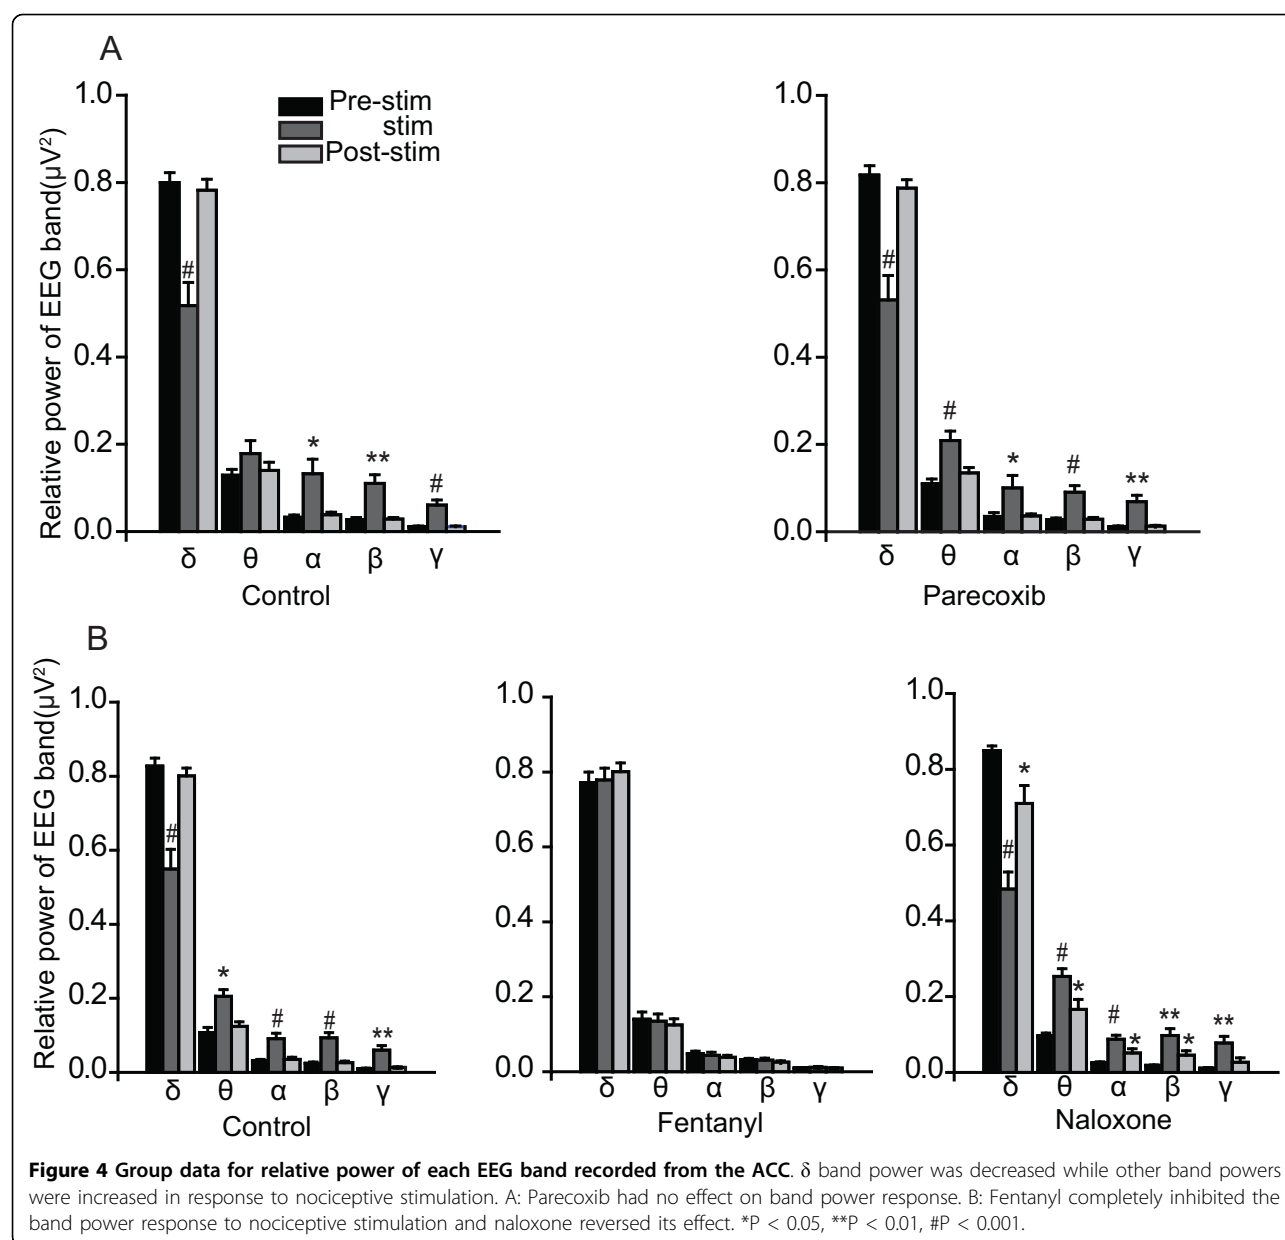 A
1.0
0.8
0.6
0.4
0.2
0.0
Relative power of EEG band(µV²)
Pre-stim
stim
Post-stim
#
*
**
#
δ θ α β γ
Control
1.0
0.8
0.6
0.4
0.2
0.0
#
#
*
#
**
δ θ α β γ
Parecoxib
B
1.0
0.8
0.6
0.4
0.2
0.0
Relative power of EEG band(µV²)
#
*
#
#
**
δ θ α β γ
Control
1.0
0.8
0.6
0.4
0.2
0.0
δ θ α β γ
Fentanyl
1.0
0.8
0.6
0.4
0.2
0.0
#
*
#
*
#
*
**
*
**
δ θ α β γ
Naloxone
Figure 4 Group data for relative power of each EEG band recorded from the ACC. δ band power was decreased while other band powers
were increased in response to nociceptive stimulation. A: Parecoxib had no effect on band power response. B: Fentanyl completely inhibited the
band power response to nociceptive stimulation and naloxone reversed its effect. *P < 0.05, **P < 0.01, #P < 0.001.